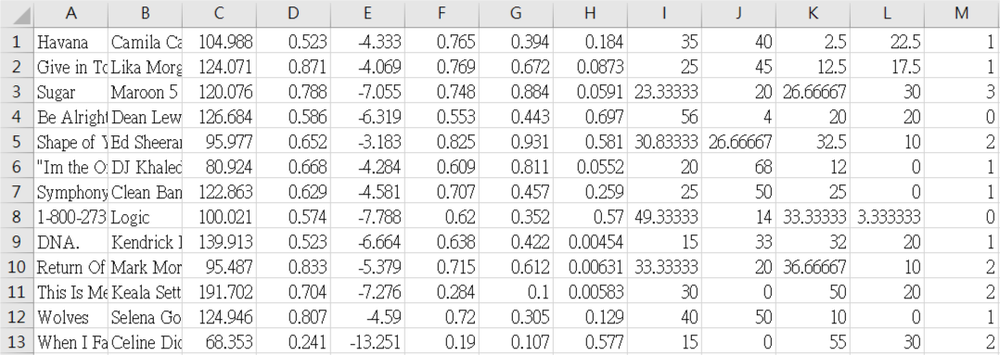 A B C D E F G H I J K L M
1 Havana Camila Ca 104.988 0.523 -4.333 0.765 0.394 0.184 35 40 2.5 22.5 1
2 Give in To Lika Morg 124.071 0.871 -4.069 0.769 0.672 0.0873 25 45 12.5 17.5 1
3 Sugar Maroon 5 120.076 0.788 -7.055 0.748 0.884 0.0591 23.33333 20 26.66667 30 3
4 Be Alright Dean Lew 126.684 0.586 -6.319 0.553 0.443 0.697 56 4 20 20 0
5 Shape of Y Ed Sheeran 95.977 0.652 -3.183 0.825 0.931 0.581 30.83333 26.66667 32.5 10 2
6 "Im the O DJ Khaled 80.924 0.668 -4.284 0.609 0.811 0.0552 20 68 12 0 1
7 Symphony Clean Ban 122.863 0.629 -4.581 0.707 0.457 0.259 25 50 25 0 1
8 1-800-273 Logic 100.021 0.574 -7.788 0.62 0.352 0.57 49.33333 14 33.33333 3.333333 0
9 DNA. Kendrick 139.913 0.523 -6.664 0.638 0.422 0.00454 15 33 32 20 1
10 Return Of Mark Mor 95.487 0.833 -5.379 0.715 0.612 0.00631 33.33333 20 36.66667 10 2
11 This Is Me Keala Sett 191.702 0.704 -7.276 0.284 0.1 0.00583 30 0 50 20 2
12 Wolves Selena Go 124.946 0.807 -4.59 0.72 0.305 0.129 40 50 10 0 1
13 When I Fa Celine Dio 68.353 0.241 -13.251 0.19 0.107 0.577 15 0 55 30 2